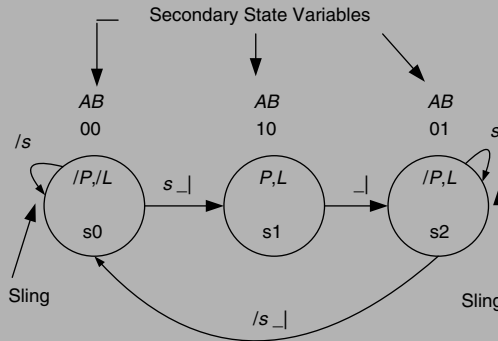 Secondary State Variables
AB AB AB
00 10 01
/s s
/P,/L s _| P,L _| /P,L
s0 s1 s2
Sling Sling
/s _|